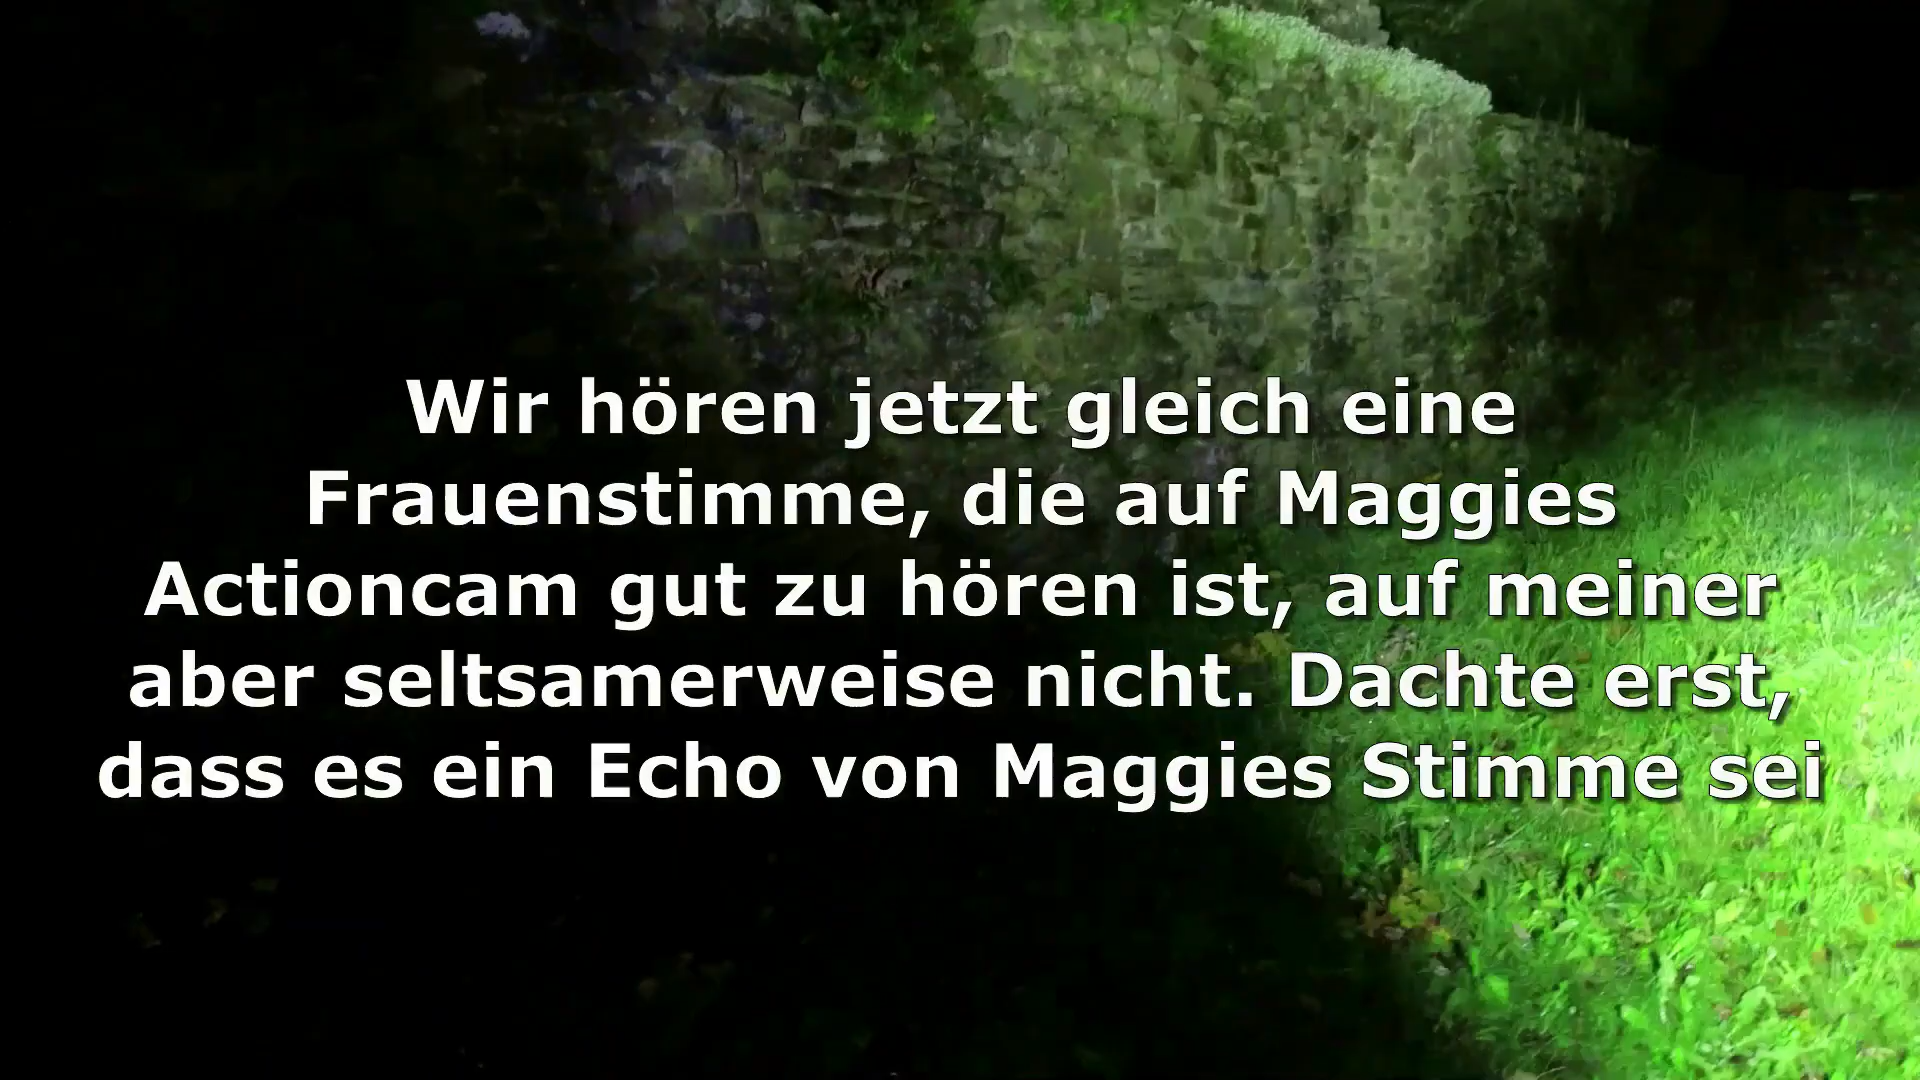 Wir hören jetzt gleich eine
Frauenstimme, die auf Maggies
Actioncam gut zu hören ist, auf meiner
aber seltsamerweise nicht. Dachte erst,
dass es ein Echo von Maggies Stimme sei